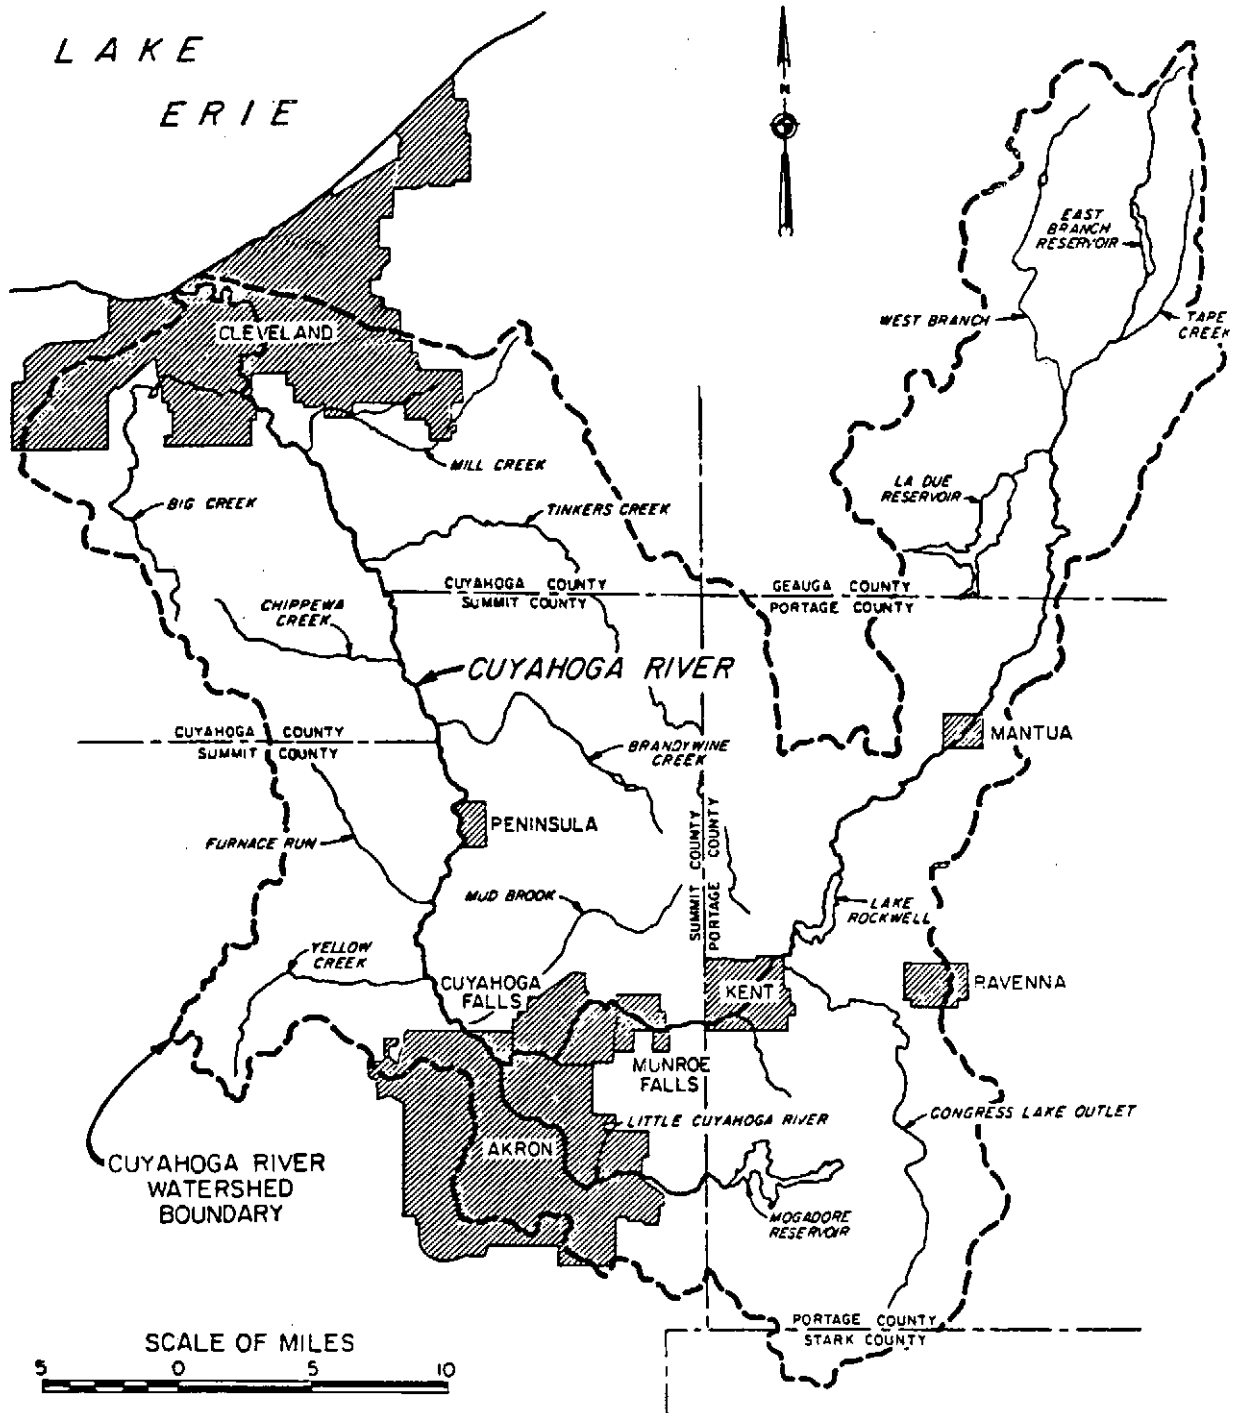 LAKE
ERIE
N
EAST
BRANCH
RESERVOIR
WEST BRANCH
TAPE
CREEK
CLEVELAND
MILL CREEK
LA DUE
RESERVOIR
BIG CREEK
TINKERS CREEK
CUYAHOGA COUNTY
SUMMIT COUNTY
GEAUGA COUNTY
PORTAGE COUNTY
CHIPPEWA
CREEK
CUYAHOGA RIVER
CUYAHOGA COUNTY
SUMMIT COUNTY
BRANDYWINE
CREEK
MANTUA
PENINSULA
SUMMIT COUNTY
PORTAGE COUNTY
FURNACE RUN
MUD BROOK
LAKE
ROCKWELL
YELLOW
CREEK
CUYAHOGA
FALLS
KENT
RAVENNA
MUNROE
FALLS
LITTLE CUYAHOGA RIVER
CONGRESS LAKE OUTLET
AKRON
CUYAHOGA RIVER
WATERSHED
BOUNDARY
MOGADORE
RESERVOIR
PORTAGE COUNTY
STARK COUNTY
SCALE OF MILES
5 0 5 10